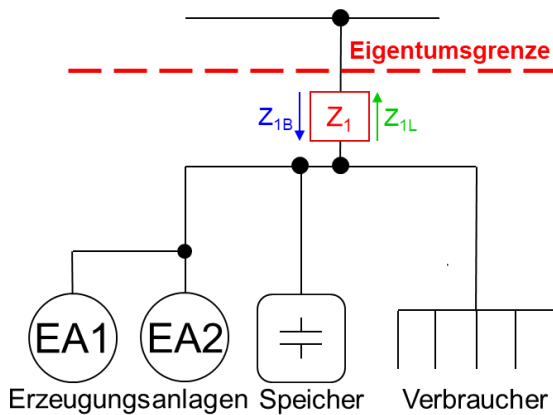 Eigentumsgrenze
Z1B Z1 Z1L
EA1 EA2
Erzeugungsanlagen Speicher Verbraucher